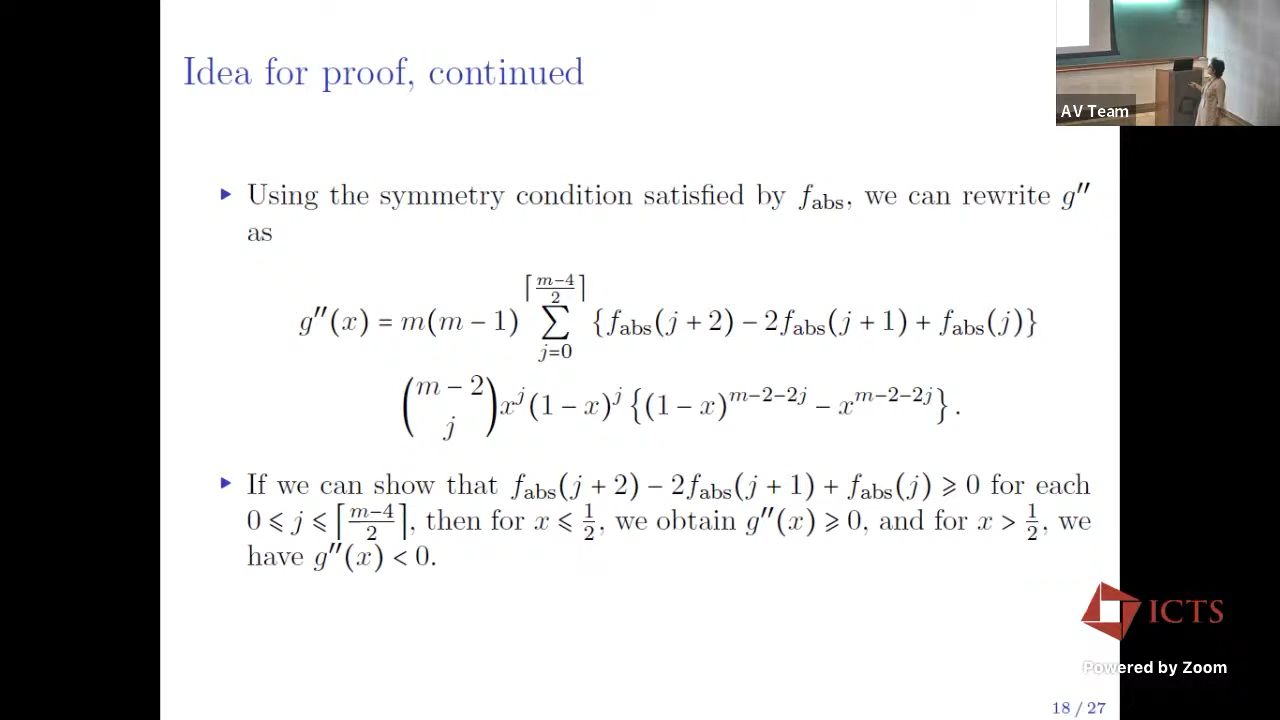 Idea for proof, continued
AV Team
▸ Using the symmetry condition satisfied by f_abs, we can rewrite g″
as
g″(x) = m(m − 1) ∑_{j=0}^{⌈(m−4)/2⌉} {f_abs(j + 2) − 2f_abs(j + 1) + f_abs(j)}
\binom{m − 2}{j} x^j (1 − x)^j {(1 − x)^{m−2−2j} − x^{m−2−2j}}.
▸ If we can show that f_abs(j + 2) − 2f_abs(j + 1) + f_abs(j) ⩾ 0 for each
0 ⩽ j ⩽ ⌈(m−4)/2⌉, then for x ⩽ 1/2, we obtain g″(x) ⩾ 0, and for x > 1/2, we
have g″(x) < 0.
ICTS
Powered by Zoom
18 / 27